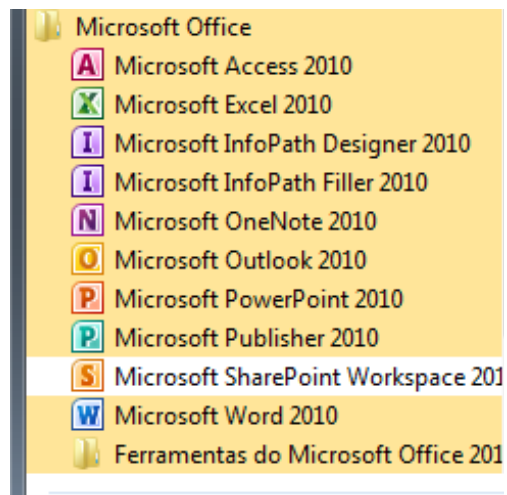 Microsoft Office
Microsoft Access 2010
Microsoft Excel 2010
Microsoft InfoPath Designer 2010
Microsoft InfoPath Filler 2010
Microsoft OneNote 2010
Microsoft Outlook 2010
Microsoft PowerPoint 2010
Microsoft Publisher 2010
Microsoft SharePoint Workspace 201
Microsoft Word 2010
Ferramentas do Microsoft Office 201